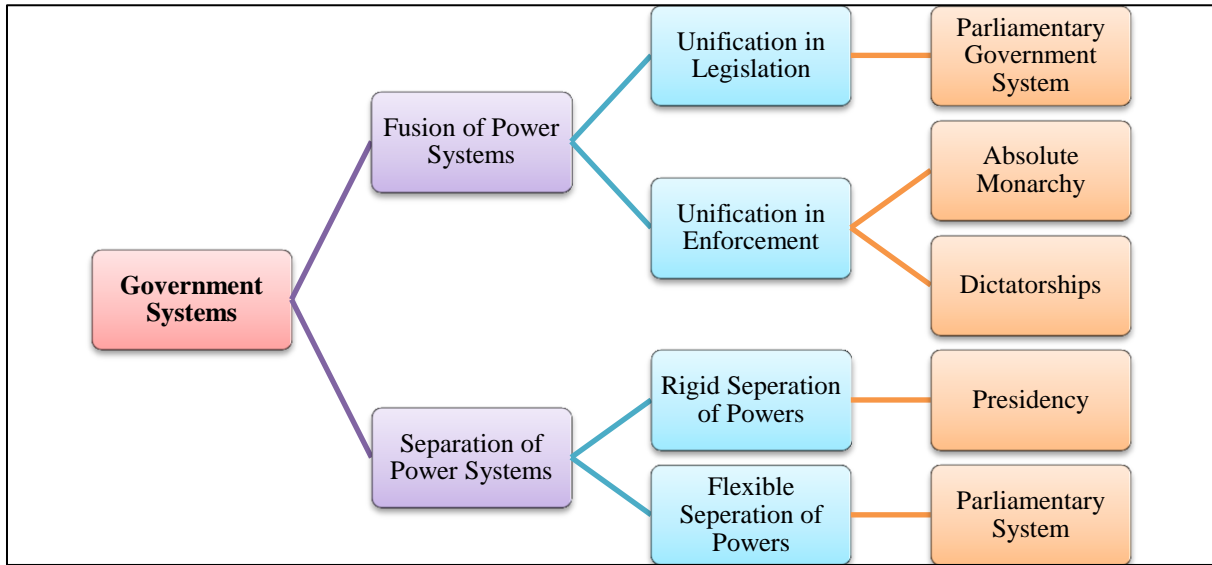 Government
Systems
Fusion of Power
Systems
Unification in
Legislation
Parliamentary
Government
System
Unification in
Enforcement
Absolute
Monarchy
Dictatorships
Separation of
Power Systems
Rigid Seperation
of Powers
Presidency
Flexible
Seperation of
Powers
Parliamentary
System